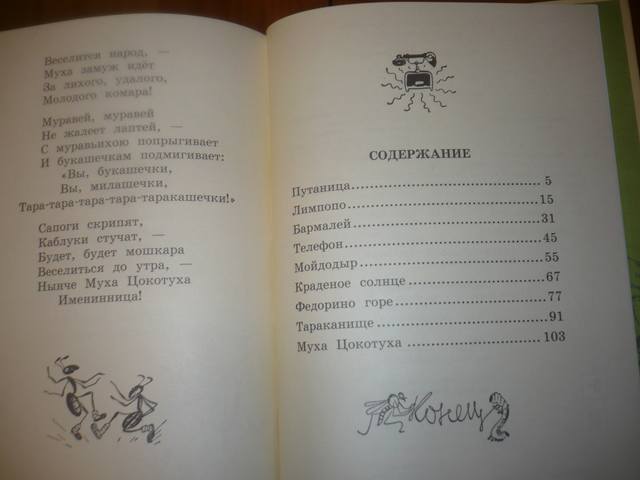 Веселится народ, —
Муха замуж идёт
За лихого, удалого,
Молодого комара!
Муравей, муравей
Не жалеет лаптей, —
С муравьихою попрыгивает
И букашечкам подмигивает:
«Вы, букашечки,
Вы, милашечки,
Тара-тара-тара-тара-таракашечки!»
Сапоги скрипят,
Каблуки стучат, —
Будет, будет мошкара
Веселиться до утра, —
Нынче Муха Цокотуха
Именинница!
СОДЕРЖАНИЕ
Путаница 5
Лимпопо 15
Бармалей 31
Телефон 45
Мойдодыр 55
Краденое солнце 67
Федорино горе 77
Тараканище 91
Муха Цокотуха 103
Конец